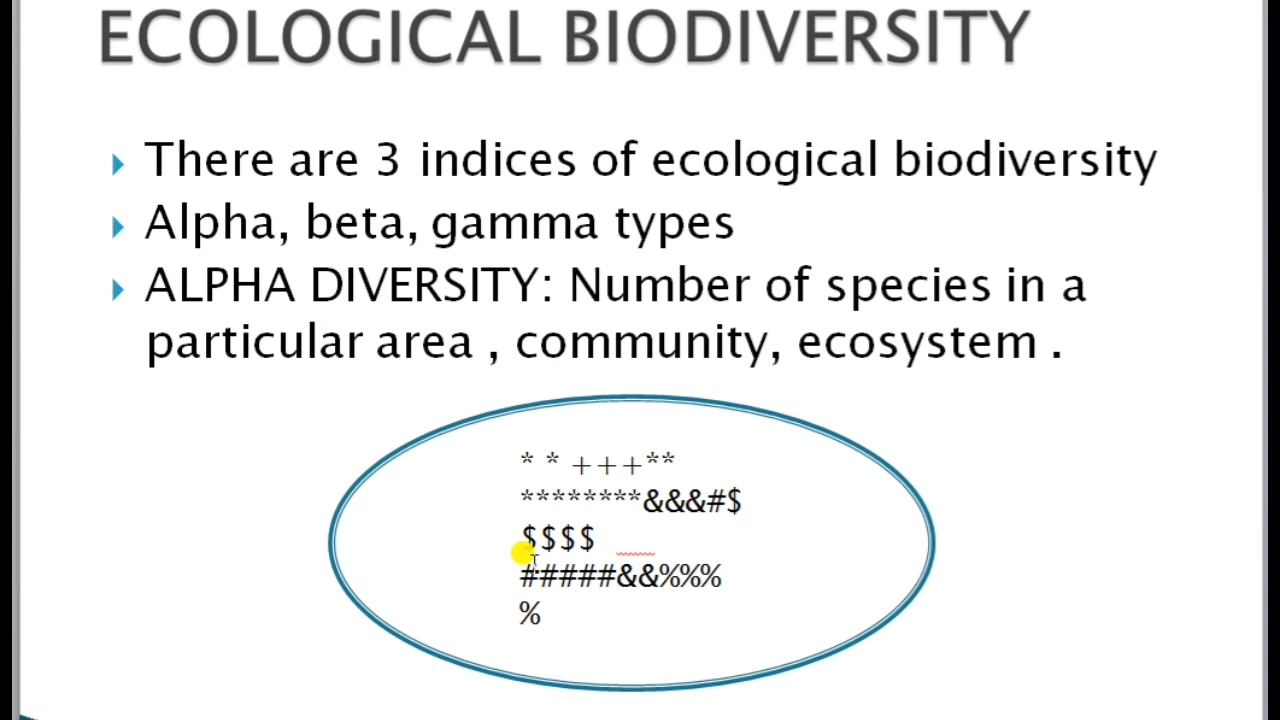 ECOLOGICAL BIODIVERSITY
There are 3 indices of ecological biodiversity
Alpha, beta, gamma types
ALPHA DIVERSITY: Number of species in a
particular area , community, ecosystem .
* * +++**
********&&&#$
$$$$
#####&&%%%
%